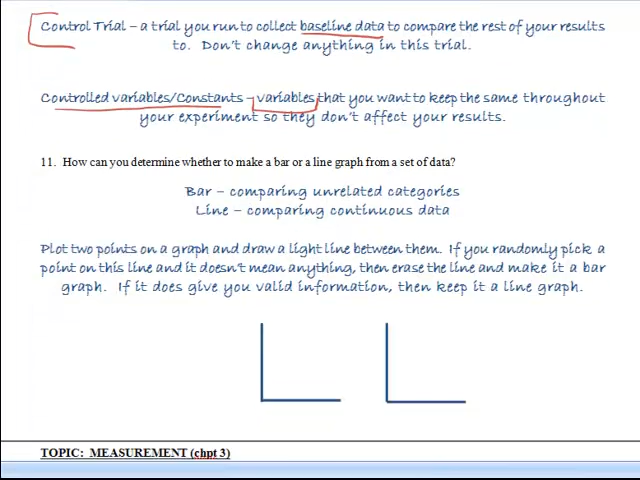 Control Trial – a trial you run to collect baseline data to compare the rest of your results
to. Don't change anything in this trial.
Controlled variables/Constants – variables that you want to keep the same throughout
your experiment so they don't affect your results.
11. How can you determine whether to make a bar or a line graph from a set of data?
Bar – comparing unrelated categories
Line – comparing continuous data
Plot two points on a graph and draw a light line between them. If you randomly pick a
point on this line and it doesn't mean anything, then erase the line and make it a bar
graph. If it does give you valid information, then keep it a line graph.
TOPIC: MEASUREMENT (chpt 3)